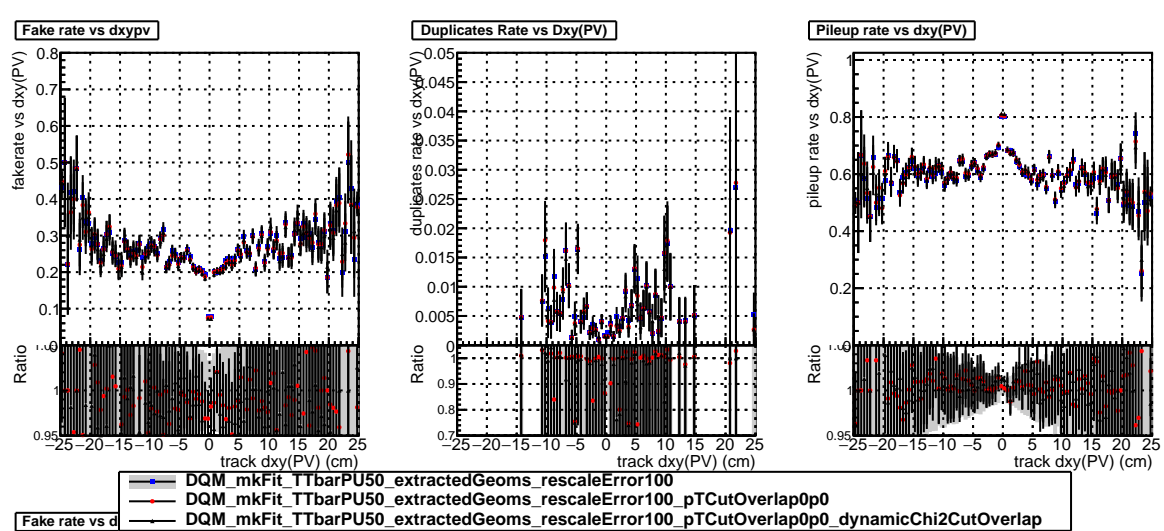 Fake rate vs dxypv
Duplicates Rate vs Dxy(PV)
Pileup rate vs dxy(PV)
fakerate vs dxy(PV)
0.8
0.7
0.6
0.5
0.4
0.3
0.2
0.1
duplicates rate vs dxy(PV)
0.05
0.045
0.04
0.035
0.03
0.025
0.02
0.015
0.01
0.005
0
pileup rate vs dxy(PV)
1
0.8
0.6
0.4
0.2
0
Ratio
1
0.95
Ratio
1
0.9
0.8
0.7
Ratio
1
0.95
−25 −20 −15 −10 −5 0 5 10 15 20 25
−25 −20 −15 −10 −5 0 5 10 15 20 25
−25 −20 −15 −10 −5 0 5 10 15 20 25
track dxy(PV) (cm)
track dxy(PV) (cm)
track dxy(PV) (cm)
DQM_mkFit_TTbarPU50_extractedGeoms_rescaleError100
DQM_mkFit_TTbarPU50_extractedGeoms_rescaleError100_pTCutOverlap0p0
DQM_mkFit_TTbarPU50_extractedGeoms_rescaleError100_pTCutOverlap0p0_dynamicChi2CutOverlap
Fake rate vs d